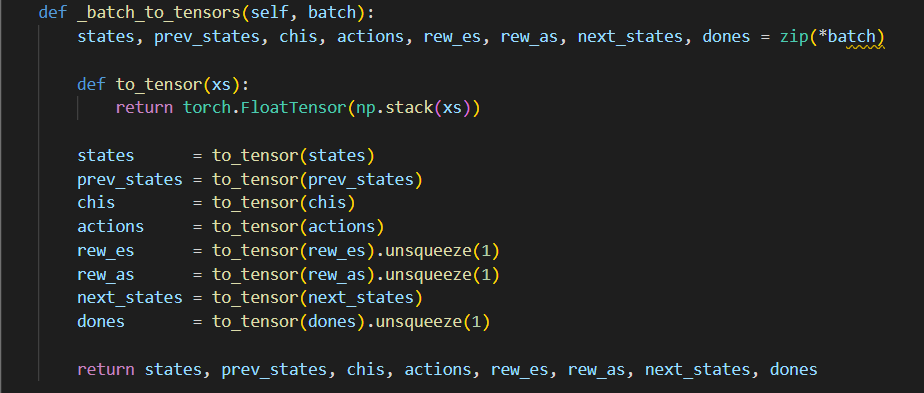 def _batch_to_tensors(self, batch):
states, prev_states, chis, actions, rew_es, rew_as, next_states, dones = zip(*batch)
def to_tensor(xs):
return torch.FloatTensor(np.stack(xs))
states = to_tensor(states)
prev_states = to_tensor(prev_states)
chis = to_tensor(chis)
actions = to_tensor(actions)
rew_es = to_tensor(rew_es).unsqueeze(1)
rew_as = to_tensor(rew_as).unsqueeze(1)
next_states = to_tensor(next_states)
dones = to_tensor(dones).unsqueeze(1)
return states, prev_states, chis, actions, rew_es, rew_as, next_states, dones